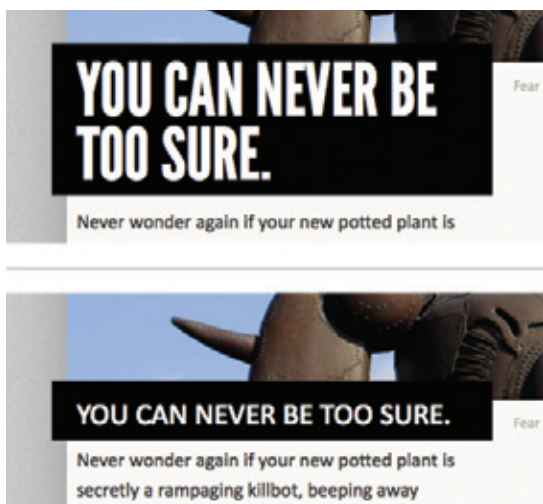 YOU CAN NEVER BE
TOO SURE.
Fear
Never wonder again if your new potted plant is
YOU CAN NEVER BE TOO SURE.
Fear
Never wonder again if your new potted plant is
secretly a rampaging killbot, beeping away